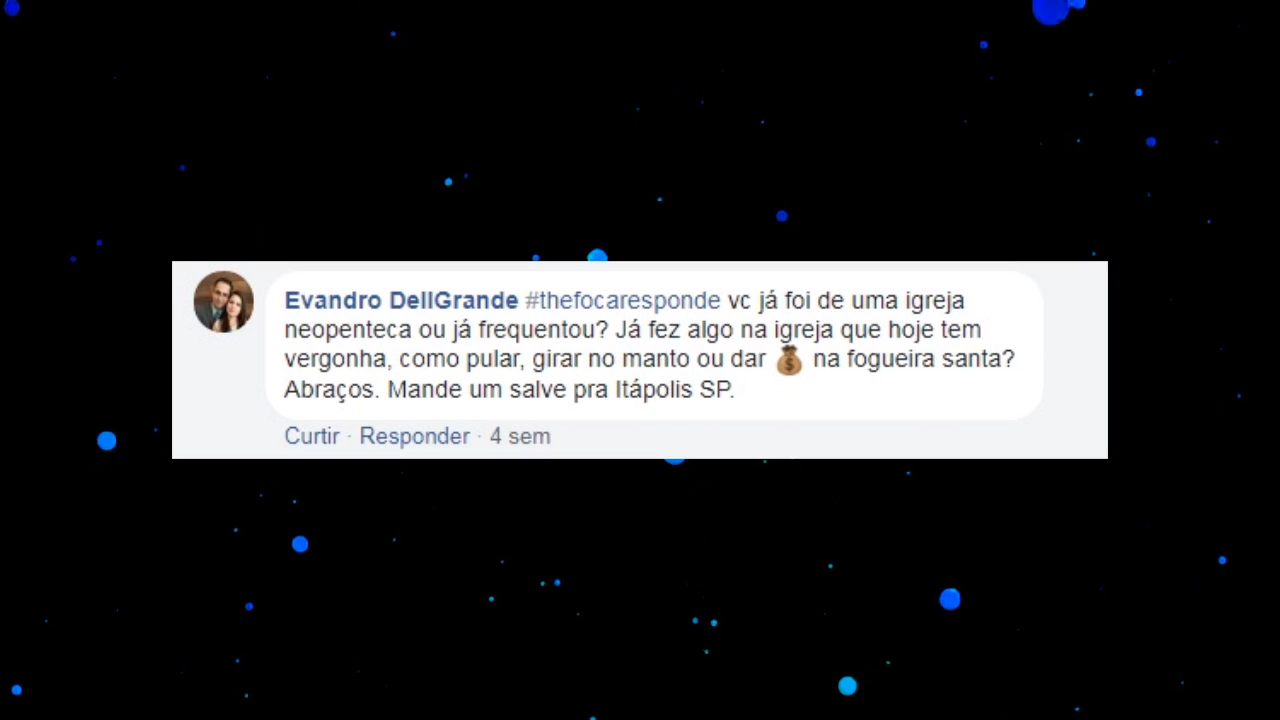 Evandro DellGrande #thefocaresponde vc já foi de uma igreja
neopenteca ou já frequentou? Já fez algo na igreja que hoje tem
vergonha, como pular, girar no manto ou dar 💰 na fogueira santa?
Abraços. Mande um salve pra Itápolis SP.
Curtir · Responder · 4 sem